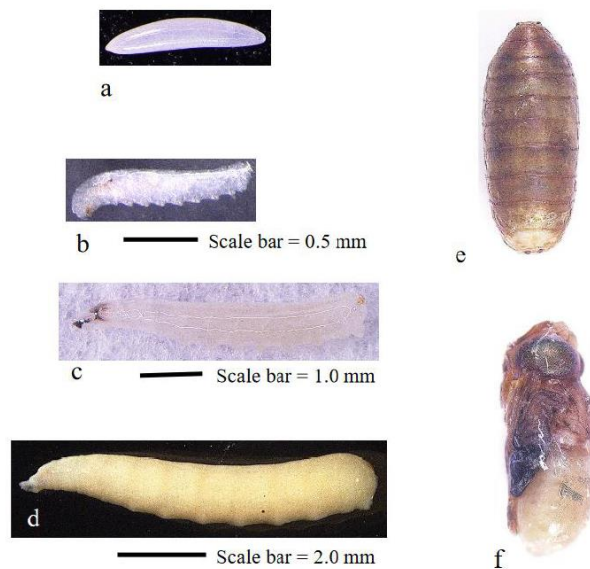 a
b
Scale bar = 0.5 mm
c
Scale bar = 1.0 mm
d
Scale bar = 2.0 mm
e
f